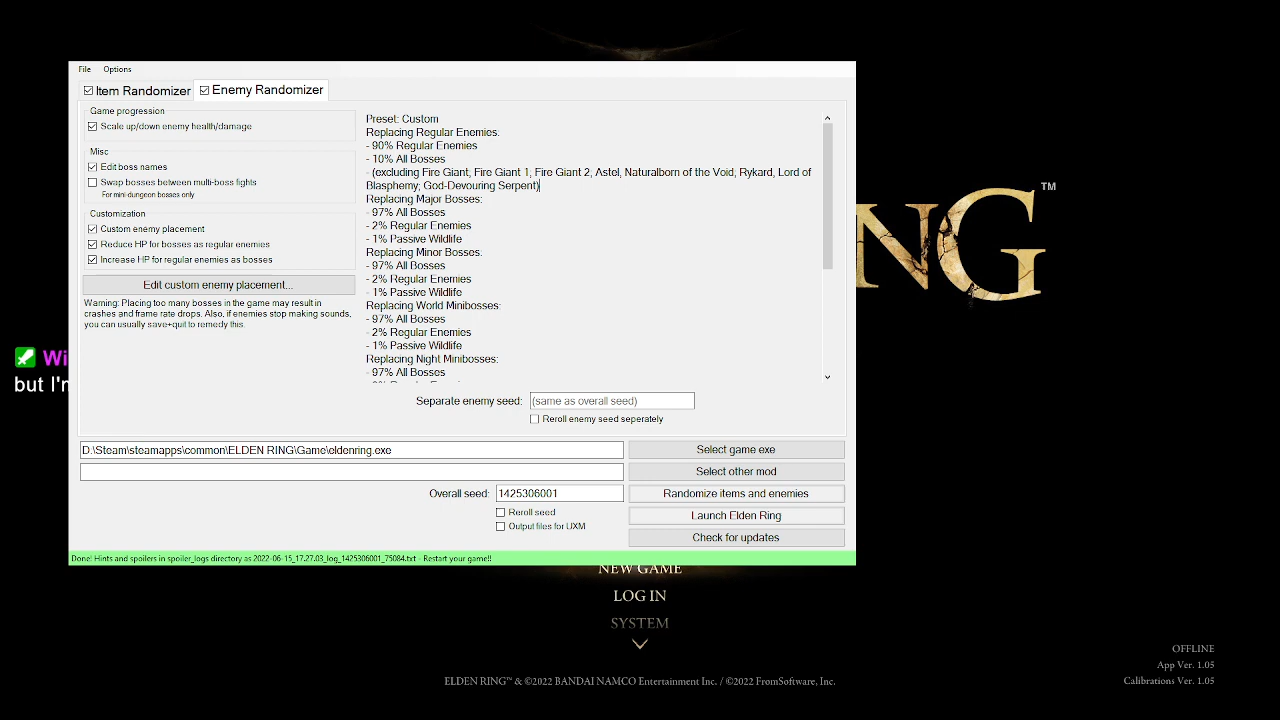 File Options
Item Randomizer Enemy Randomizer
Game progression
Scale up/down enemy health/damage
Misc
Edit boss names
Swap bosses between multi-boss fights
For mini-dungeon bosses only
Customization
Custom enemy placement
Reduce HP for bosses as regular enemies
Increase HP for regular enemies as bosses
Edit custom enemy placement...
Warning: Placing too many bosses in the game may result in
crashes and frame rate drops. Also, if enemies stop making sounds,
you can usually save+quit to remedy this.
Preset: Custom
Replacing Regular Enemies:
- 90% Regular Enemies
- 10% All Bosses
- (excluding Fire Giant; Fire Giant 1; Fire Giant 2; Astel, Naturalborn of the Void; Rykard, Lord of
Blasphemy; God-Devouring Serpent)
Replacing Major Bosses:
- 97% All Bosses
- 2% Regular Enemies
- 1% Passive Wildlife
Replacing Minor Bosses:
- 97% All Bosses
- 2% Regular Enemies
- 1% Passive Wildlife
Replacing World Minibosses:
- 97% All Bosses
- 2% Regular Enemies
- 1% Passive Wildlife
Replacing Night Minibosses:
- 97% All Bosses
Separate enemy seed: (same as overall seed)
Reroll enemy seed seperately
D:\Steam\steamapps\common\ELDEN RING\Game\eldenring.exe
Select game exe
Select other mod
Overall seed: 1425306001
Randomize items and enemies
Reroll seed
Launch Elden Ring
Output files for UXM
Check for updates
Done! Hints and spoilers in spoiler_logs directory as 2022-06-15_17.27.03_log_1425306001_75084.txt - Restart your game!!
Wi
but I'm
NG™
NEW GAME
LOG IN
SYSTEM
OFFLINE
App Ver. 1.05
Calibrations Ver. 1.05
ELDEN RING™ & ©2022 BANDAI NAMCO Entertainment Inc. / ©2022 FromSoftware, Inc.